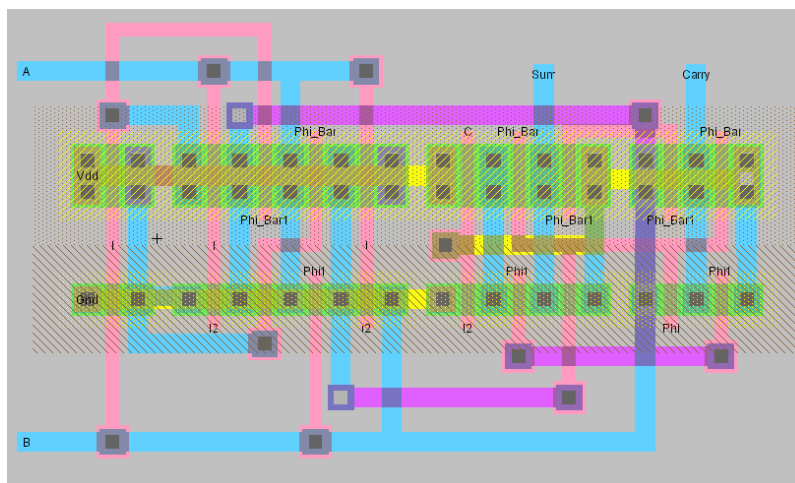 A
Sum
Carry
Phi_Bar
C
Phi_Bar
Phi_Bar
Vdd
Phi_Bar1
Phi_Bar1
Phi_Bar1
I
I
I
Phi1
Phi1
Phi1
Gnd
I2
I2
I2
Phi
B